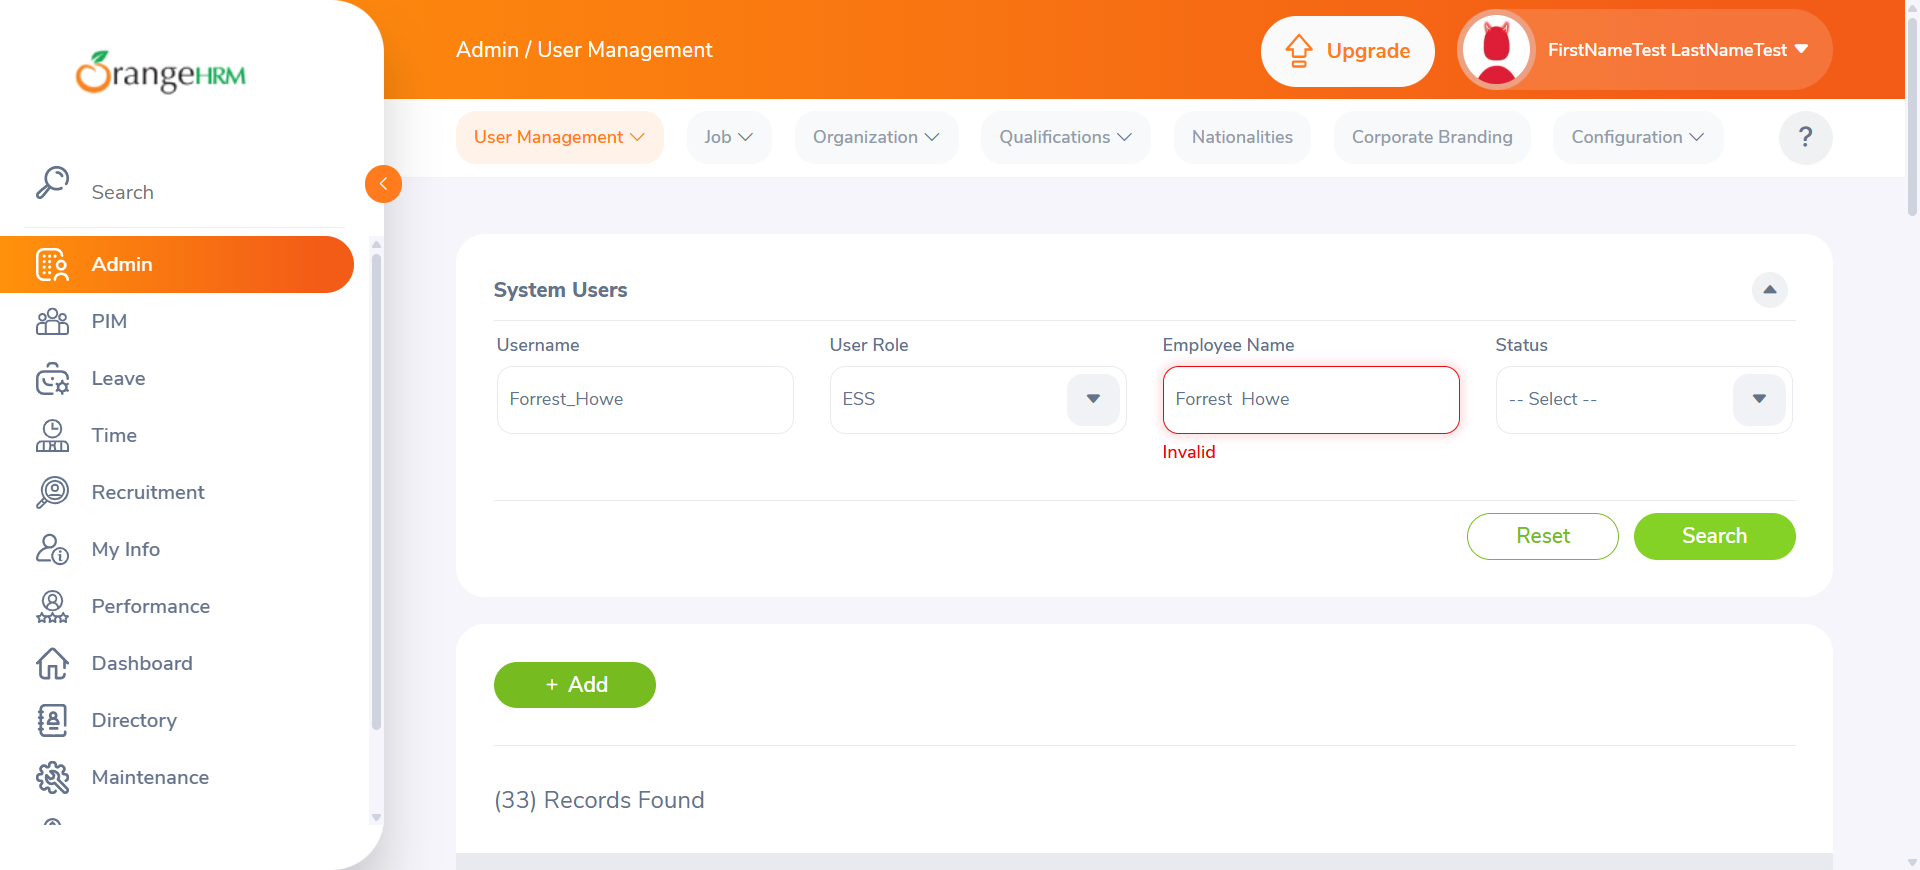 OrangeHRM
Search
Admin
PIM
Leave
Time
Recruitment
My Info
Performance
Dashboard
Directory
Maintenance
Admin / User Management
Upgrade
FirstNameTest LastNameTest
User Management
Job
Organization
Qualifications
Nationalities
Corporate Branding
Configuration
?
System Users
Username
User Role
Employee Name
Status
Forrest_Howe
ESS
Forrest  Howe
-- Select --
Invalid
Reset
Search
+ Add
(33) Records Found